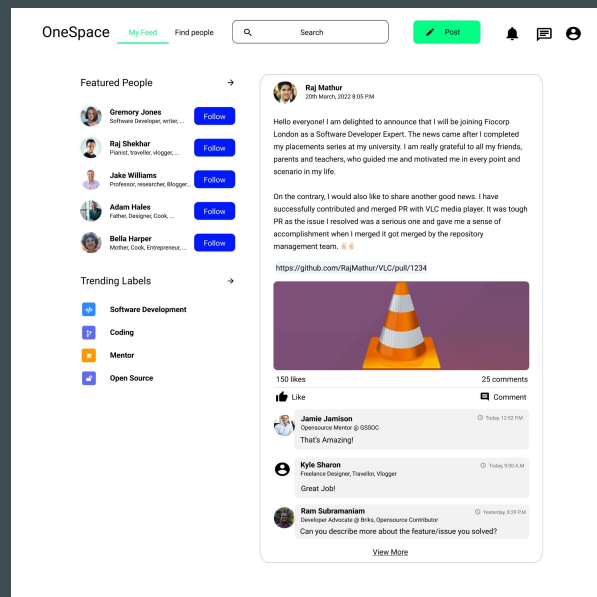 OneSpace
My Feed
Find people
Search
Post
Featured People
Gremory Jones
Software Developer, writer, ...
Follow
Raj Shekhar
Pianist, traveller, vlogger, ...
Follow
Jake Williams
Professor, researcher, Blogger...
Follow
Adam Hales
Father, Designer, Cook, ...
Follow
Bella Harper
Mother, Cook, Entrepreneur, ...
Follow
Trending Labels
Software Development
Coding
Mentor
Open Source
Raj Mathur
20th March, 2022 8:05 P.M
Hello everyone! I am delighted to announce that I will be joining Fiocorp
London as a Software Developer Expert. The news came after I completed
my placements series at my university. I am really grateful to all my friends,
parents and teachers, who guided me and motivated me in every point and
scenario in my life.
On the contrary, I would also like to share another good news. I have
successfully contributed and merged PR with VLC media player. It was tough
PR as the issue I resolved was a serious one and gave me a sense of
accomplishment when I merged it got merged by the repository
management team. ✌🏻✌🏻
https://github.com/RajMathur/VLC/pull/1234
150 likes
25 comments
Like
Comment
Jamie Jamison
Today, 12:52 P.M
Opensource Mentor @ GSSOC
That's Amazing!
Kyle Sharon
Today, 9:00 A.M
Freelance Designer, Travellor, Vlogger
Great Job!
Ram Subramaniam
Yesterday, 8:29 P.M
Developer Advocate @ Briks, Opensource Contributor
Can you describe more about the feature/issue you solved?
View More